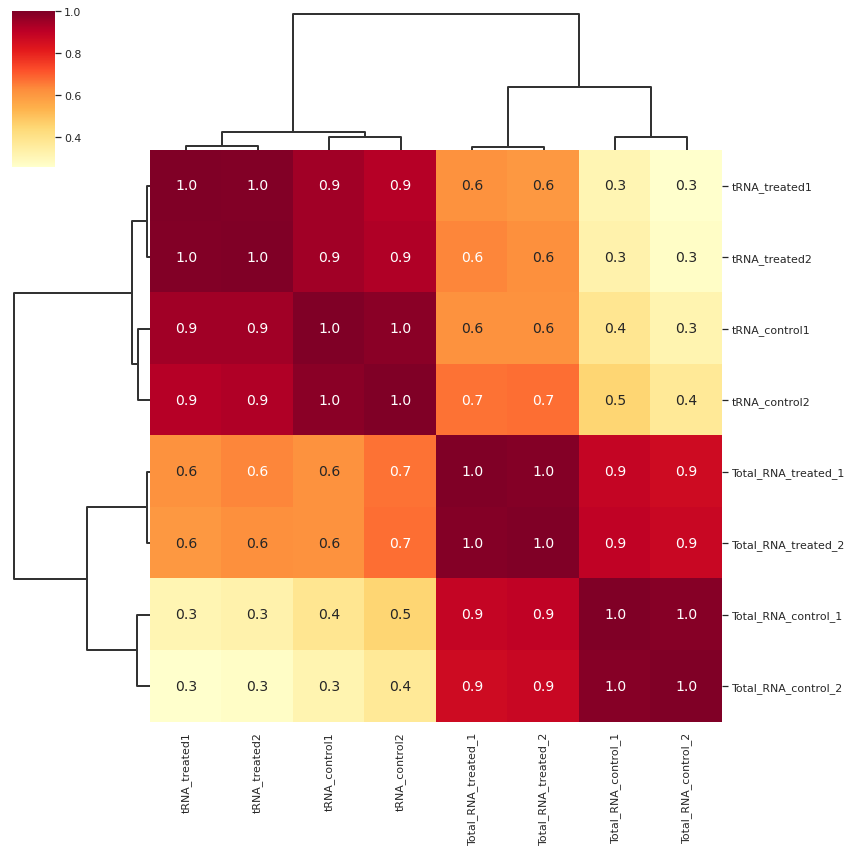 1.0
0.8
0.6
0.4
1.0 1.0 0.9 0.9 0.6 0.6 0.3 0.3 tRNA_treated1
1.0 1.0 0.9 0.9 0.6 0.6 0.3 0.3 tRNA_treated2
0.9 0.9 1.0 1.0 0.6 0.6 0.4 0.3 tRNA_control1
0.9 0.9 1.0 1.0 0.7 0.7 0.5 0.4 tRNA_control2
0.6 0.6 0.6 0.7 1.0 1.0 0.9 0.9 Total_RNA_treated_1
0.6 0.6 0.6 0.7 1.0 1.0 0.9 0.9 Total_RNA_treated_2
0.3 0.3 0.4 0.5 0.9 0.9 1.0 1.0 Total_RNA_control_1
0.3 0.3 0.3 0.4 0.9 0.9 1.0 1.0 Total_RNA_control_2
tRNA_treated1
tRNA_treated2
tRNA_control1
tRNA_control2
Total_RNA_treated_1
Total_RNA_treated_2
Total_RNA_control_1
Total_RNA_control_2